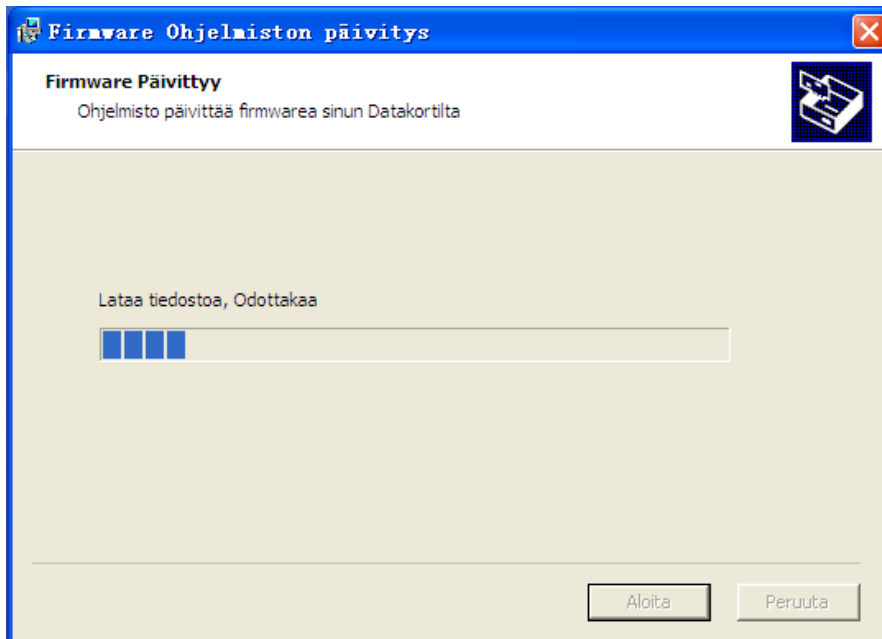 Firmware Ohjelmiston päivitys
Firmware Päivittyy
Ohjelmisto päivittää firmwarea sinun Datakortilta
Lataa tiedostoa, Odottakaa
Aloita
Peruuta